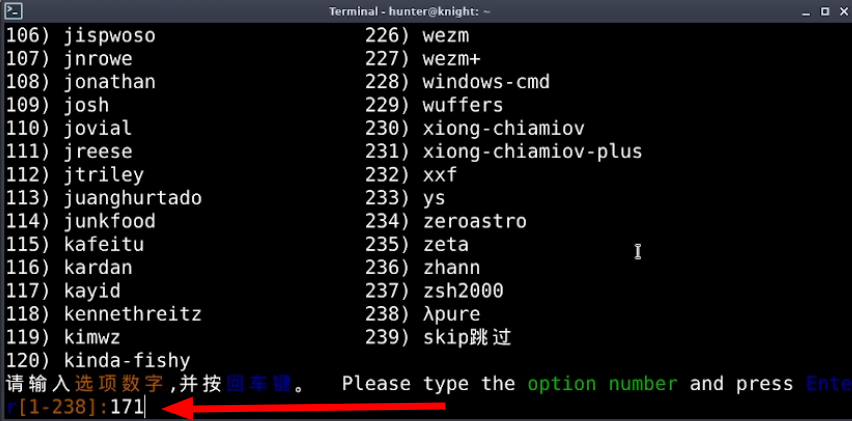 Terminal - hunter@knight: ~
106) jispwoso 226) wezm
107) jnrowe 227) wezm+
108) jonathan 228) windows-cmd
109) josh 229) wuffers
110) jovial 230) xiong-chiamiov
111) jreese 231) xiong-chiamiov-plus
112) jtriley 232) xxf
113) juanghurtado 233) ys
114) junkfood 234) zeroastro
115) kafeitu 235) zeta
116) kardan 236) zhann
117) kayid 237) zsh2000
118) kennethreitz 238) λpure
119) kimwz 239) skip跳过
120) kinda-fishy
请输入选项数字,并按回车键。 Please type the option number and press Ente
r[1-238]:171